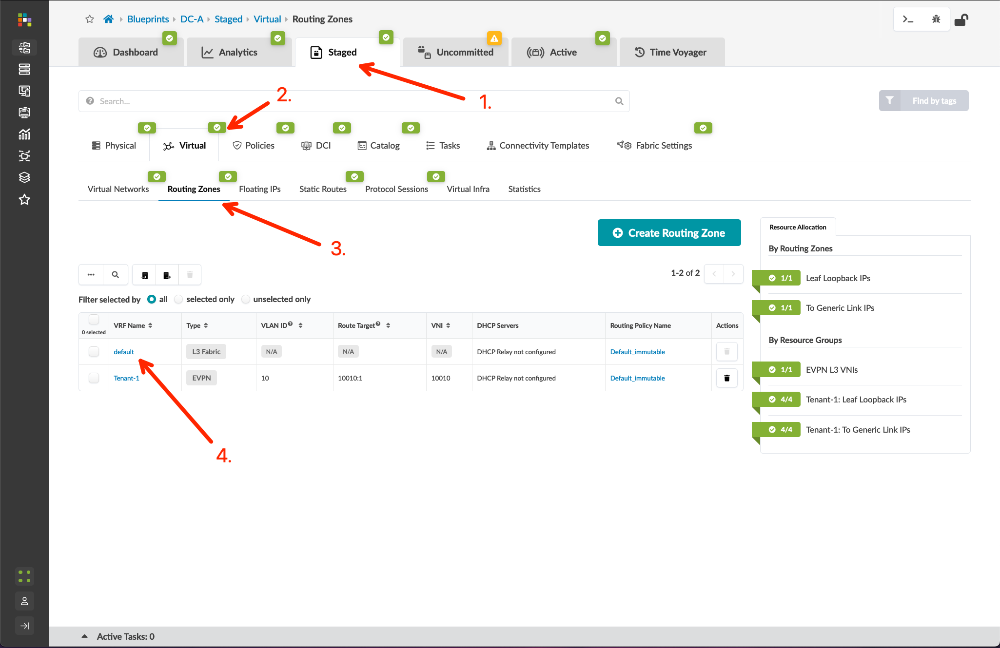 Blueprints DC-A Staged Virtual Routing Zones
Dashboard Analytics Staged Uncommitted Active Time Voyager
1.
2.
Search...
Find by tags
Physical Virtual Policies DCI Catalog Tasks Connectivity Templates Fabric Settings
Virtual Networks Routing Zones Floating IPs Static Routes Protocol Sessions Virtual Infra Statistics
3.
Create Routing Zone
1-2 of 2
Filter selected by all selected only unselected only
0 selected VRF Name Type VLAN ID Route Target VNI DHCP Servers Routing Policy Name Actions
default L3 Fabric N/A N/A N/A DHCP Relay not configured Default_immutable
Tenant-1 EVPN 10 10010:1 10010 DHCP Relay not configured Default_immutable
4.
Resource Allocation
By Routing Zones
1/1 Leaf Loopback IPs
1/1 To Generic Link IPs
By Resource Groups
1/1 EVPN L3 VNIs
4/4 Tenant-1: Leaf Loopback IPs
4/4 Tenant-1: To Generic Link IPs
Active Tasks: 0